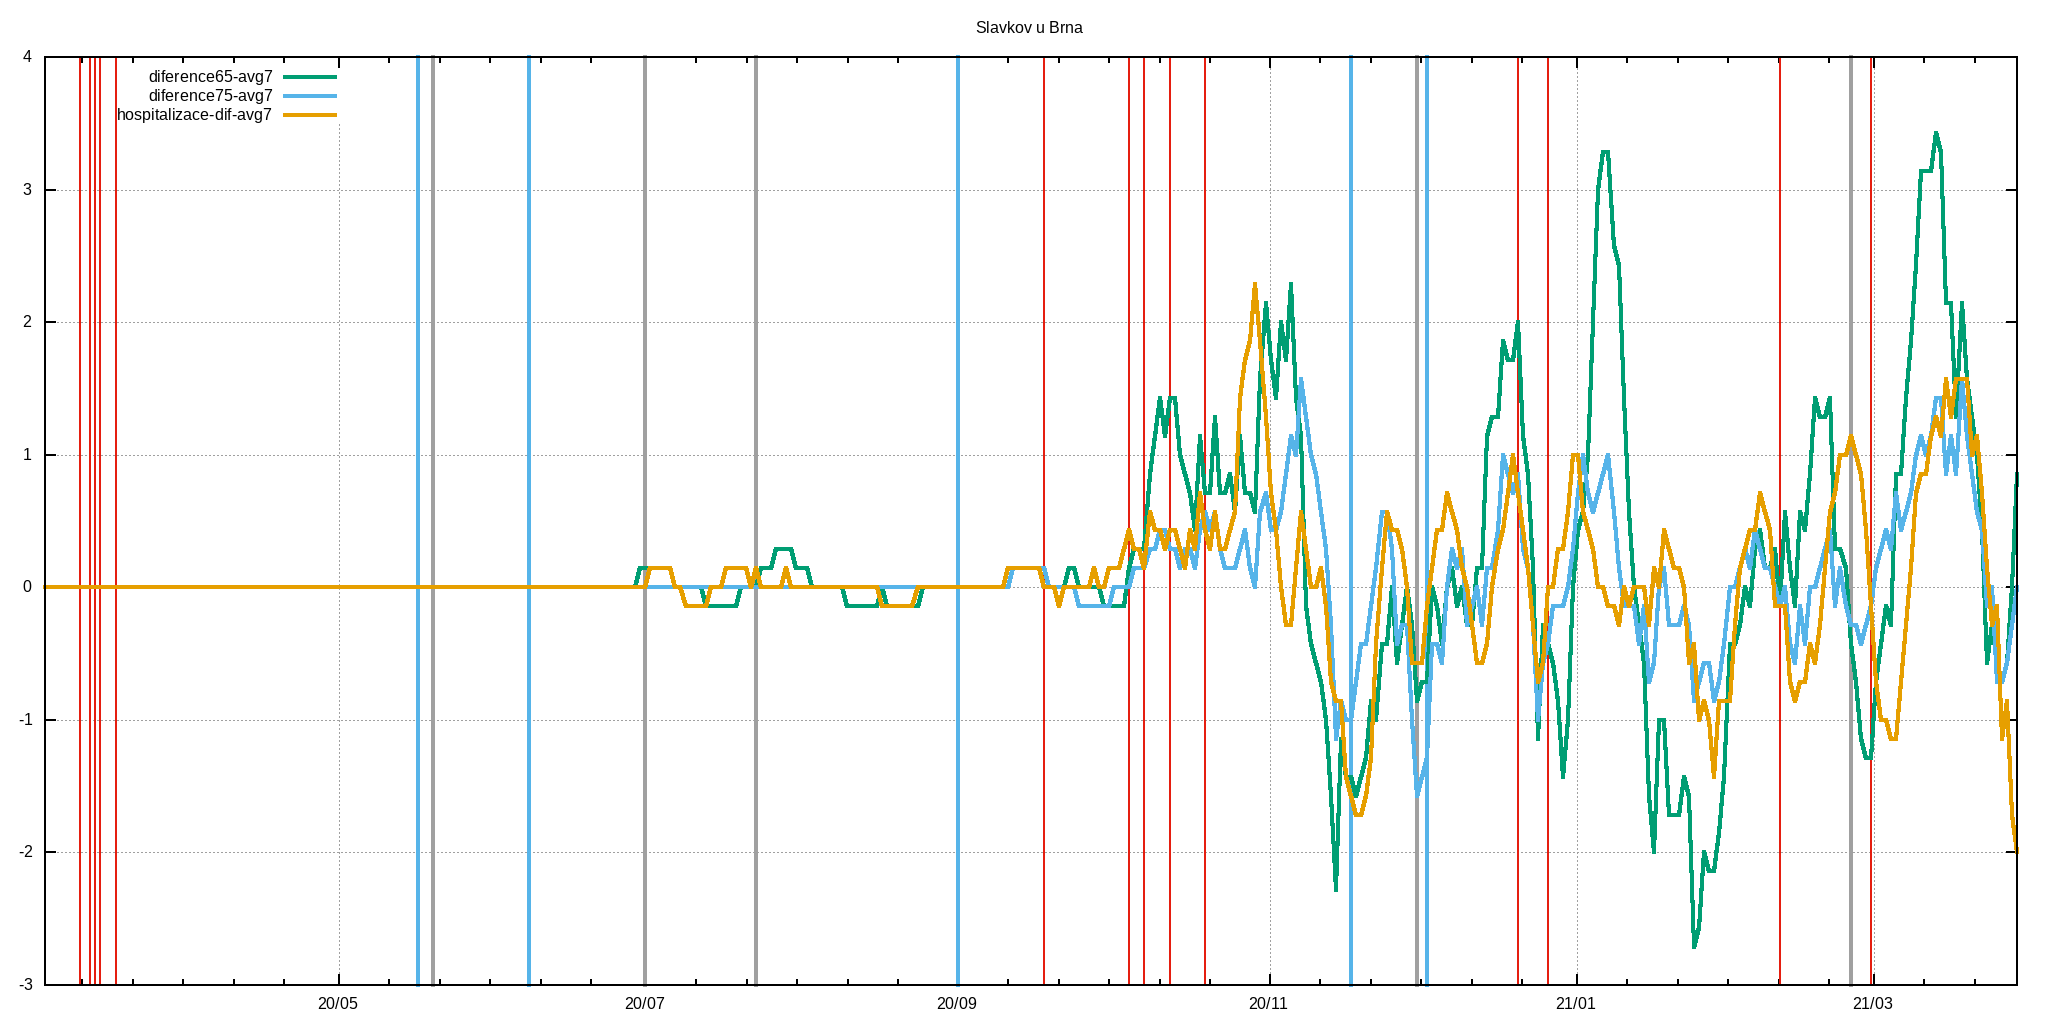 Slavkov u Brna
diference65-avg7
diference75-avg7
hospitalizace-dif-avg7
4
3
2
1
0
-1
-2
-3
20/05 20/07 20/09 20/11 21/01 21/03